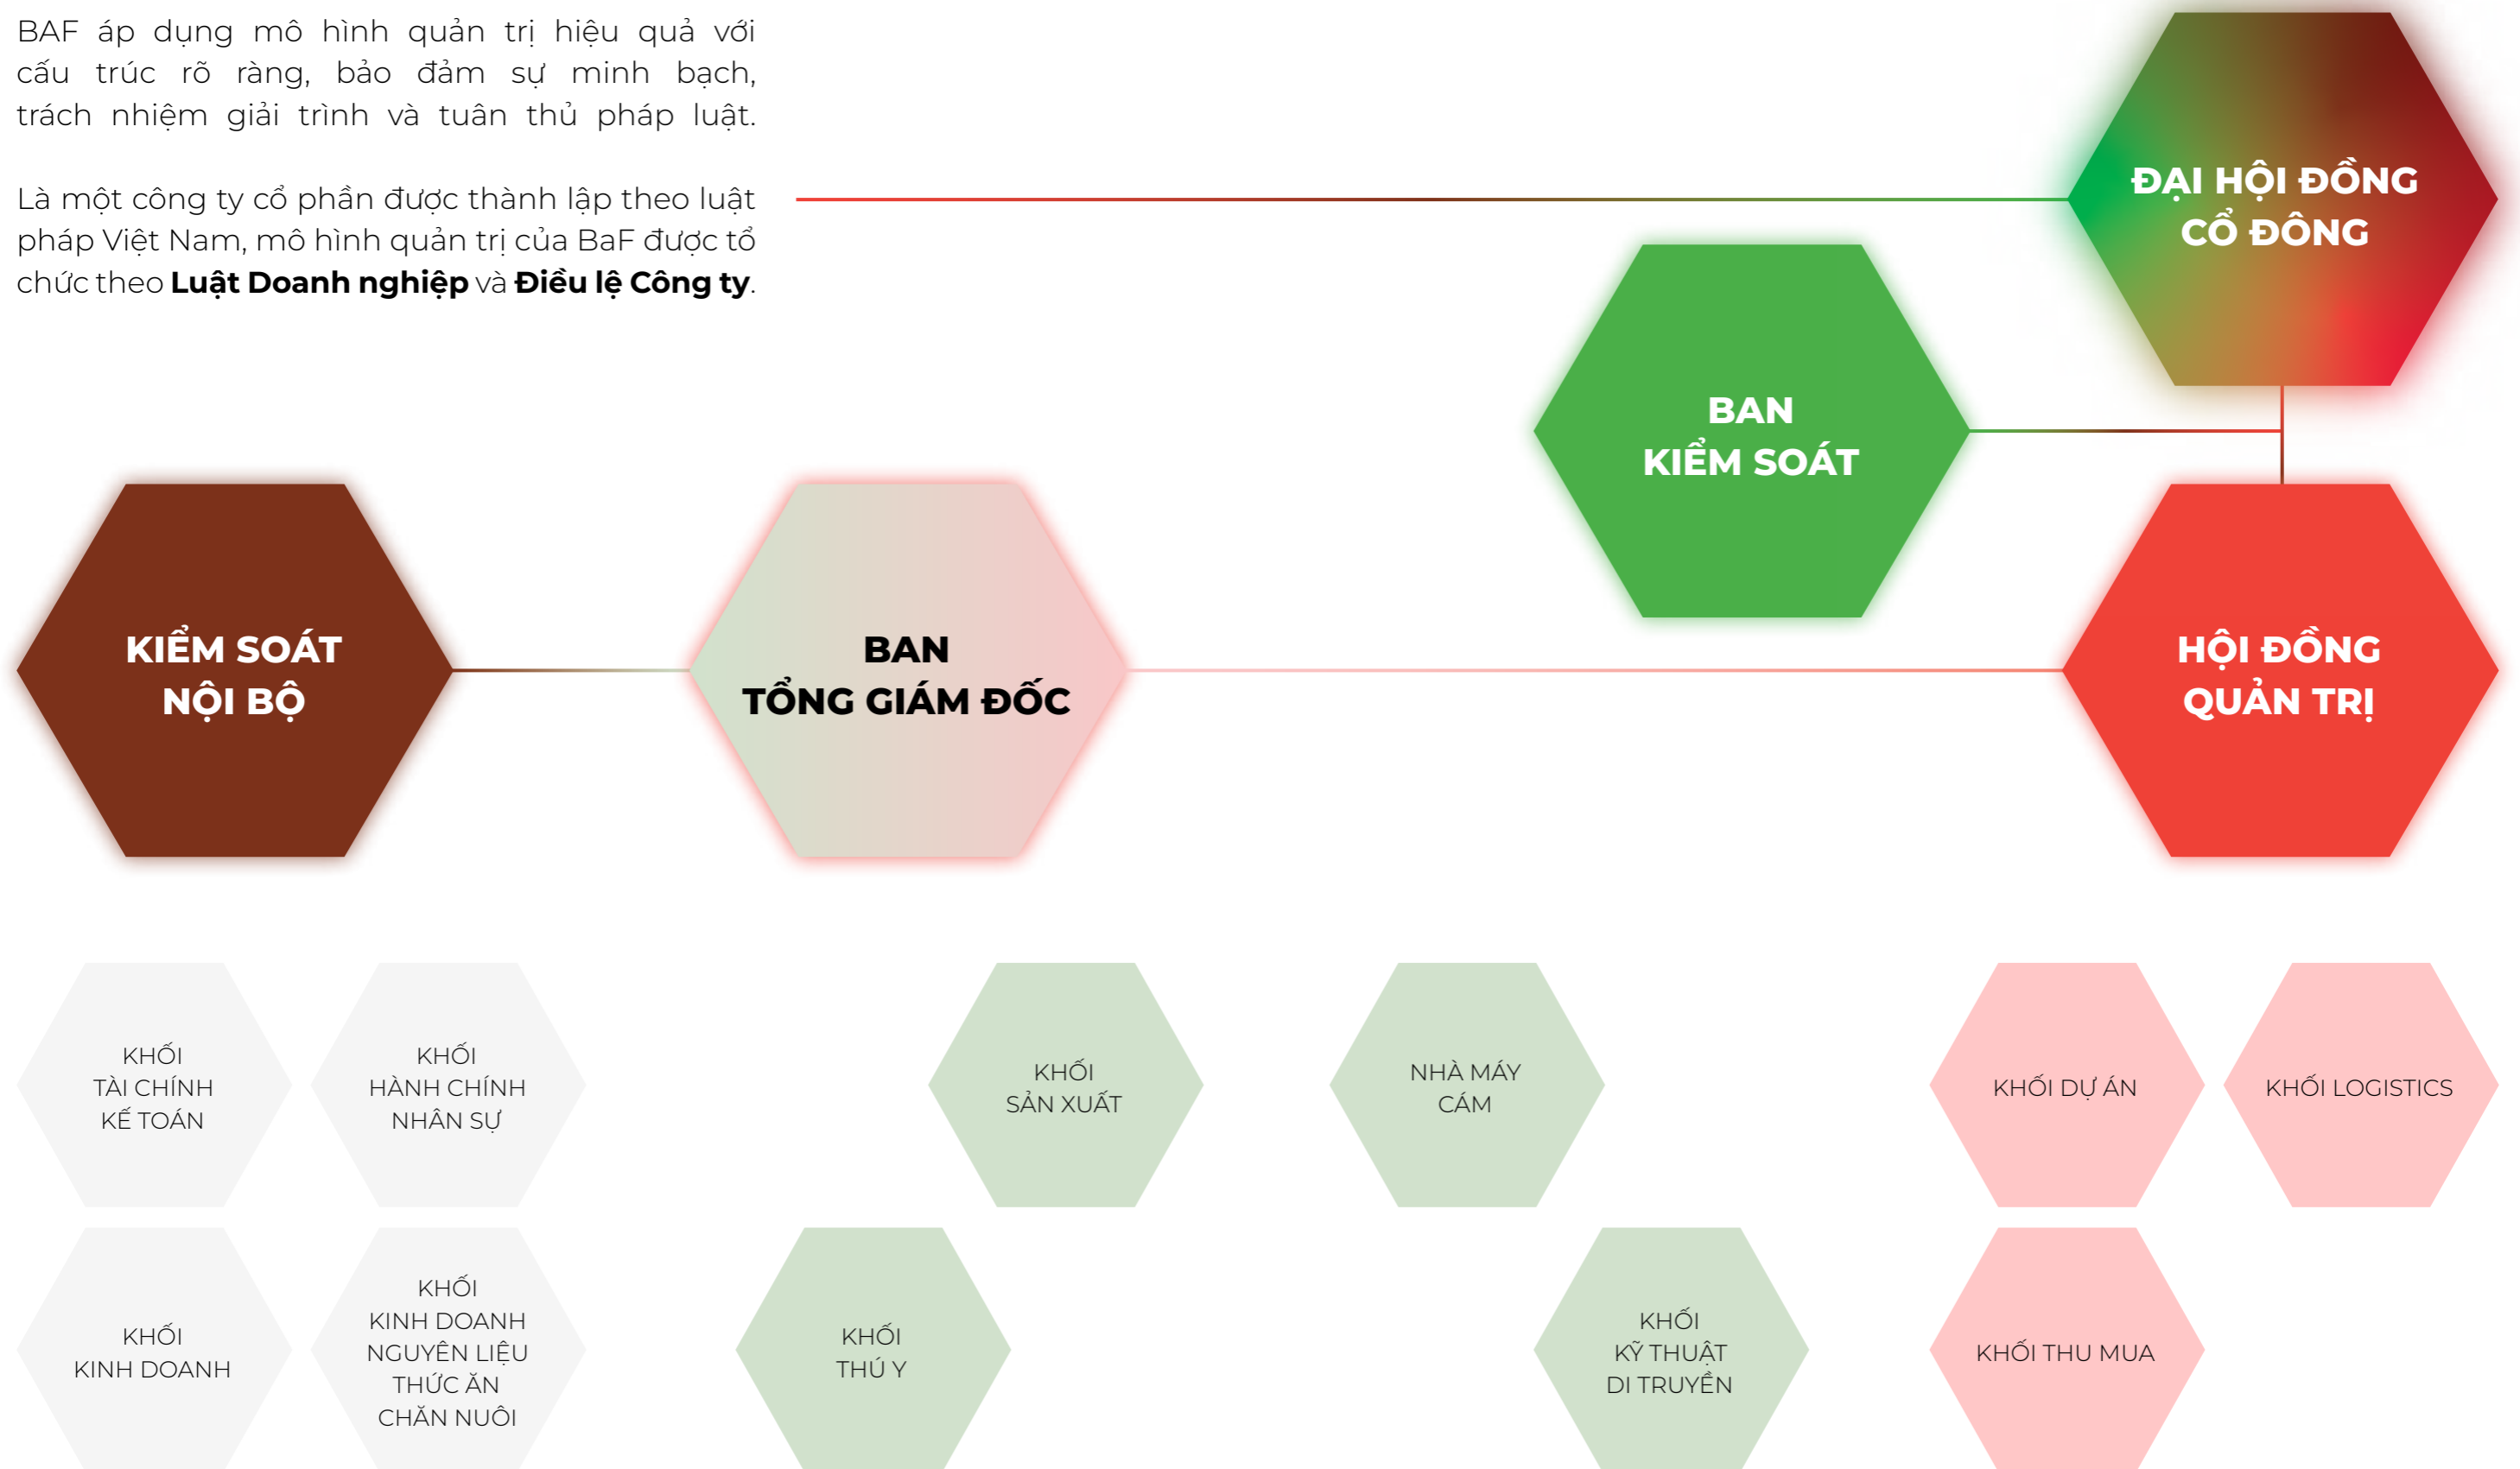 BAF áp dụng mô hình quản trị hiệu quả với
cấu trúc rõ ràng, bảo đảm sự minh bạch,
trách nhiệm giải trình và tuân thủ pháp luật.
Là một công ty cổ phần được thành lập theo luật
pháp Việt Nam, mô hình quản trị của BaF được tổ
chức theo Luật Doanh nghiệp và Điều lệ Công ty.
ĐẠI HỘI ĐỒNG
CỔ ĐÔNG
BAN
KIỂM SOÁT
KIỂM SOÁT
NỘI BỘ
BAN
TỔNG GIÁM ĐỐC
HỘI ĐỒNG
QUẢN TRỊ
KHỐI
TÀI CHÍNH
KẾ TOÁN
KHỐI
HÀNH CHÍNH
NHÂN SỰ
KHỐI
SẢN XUẤT
NHÀ MÁY
CÁM
KHỐI DỰ ÁN
KHỐI LOGISTICS
KHỐI
KINH DOANH
KHỐI
KINH DOANH
NGUYÊN LIỆU
THỨC ĂN
CHĂN NUÔI
KHỐI
THÚ Y
KHỐI
KỸ THUẬT
DI TRUYỀN
KHỐI THU MUA